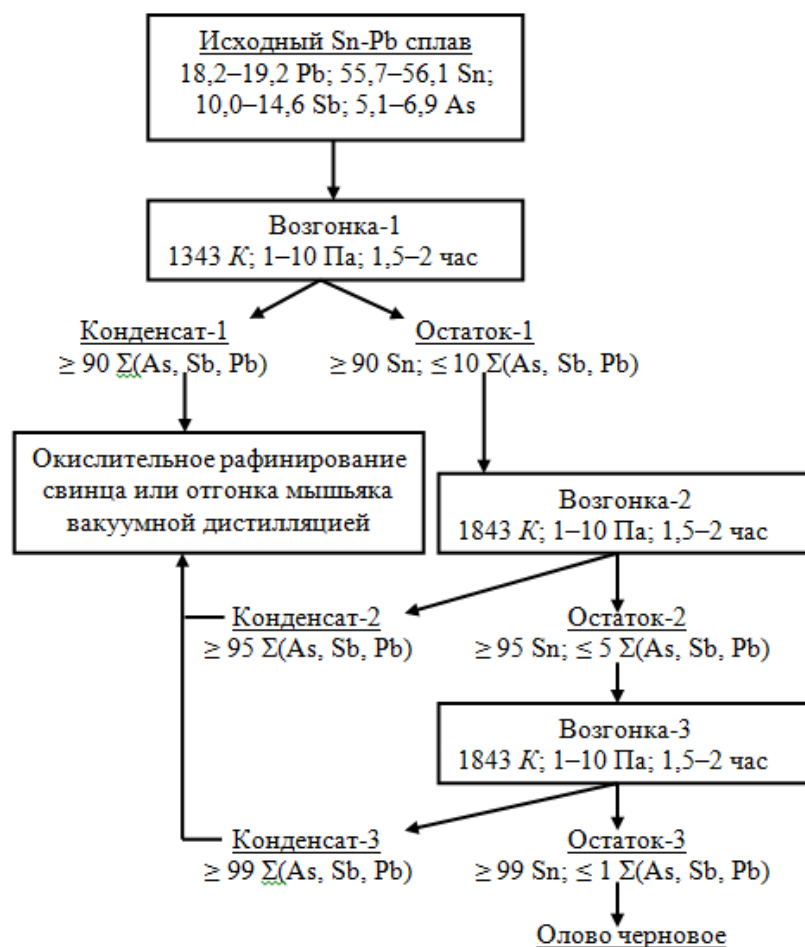 Исходный Sn-Pb сплав
18,2–19,2 Pb; 55,7–56,1 Sn;
10,0–14,6 Sb; 5,1–6,9 As
Возгонка-1
1343 К; 1–10 Па; 1,5–2 час
Конденсат-1
≥ 90 Σ(As, Sb, Pb)
Остаток-1
≥ 90 Sn; ≤ 10 Σ(As, Sb, Pb)
Окислительное рафинирование
свинца или отгонка мышьяка
вакуумной дистилляцией
Возгонка-2
1843 К; 1–10 Па; 1,5–2 час
Конденсат-2
≥ 95 Σ(As, Sb, Pb)
Остаток-2
≥ 95 Sn; ≤ 5 Σ(As, Sb, Pb)
Возгонка-3
1843 К; 1–10 Па; 1,5–2 час
Конденсат-3
≥ 99 Σ(As, Sb, Pb)
Остаток-3
≥ 99 Sn; ≤ 1 Σ(As, Sb, Pb)
Олово черновое